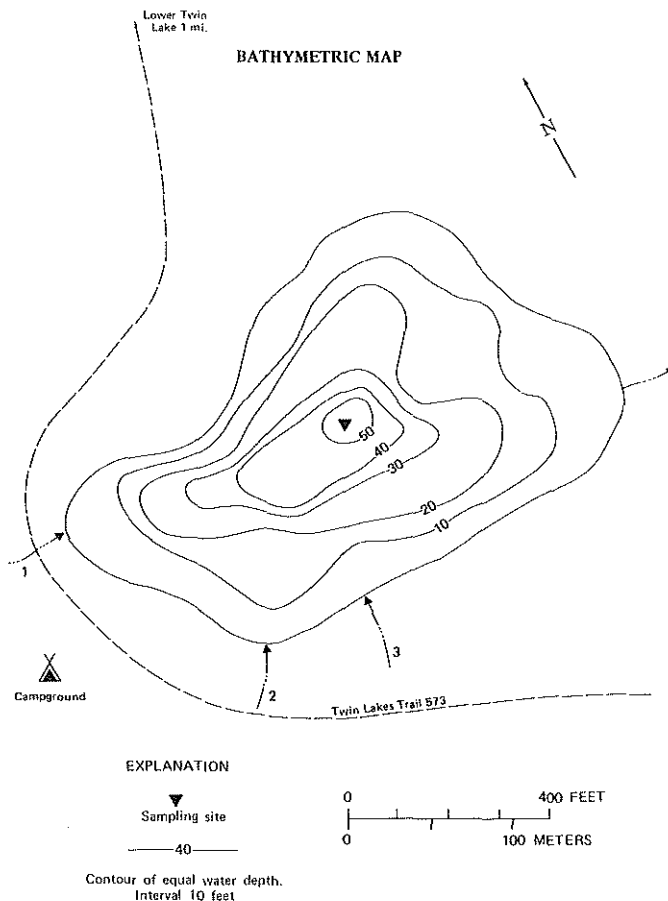 Lower Twin
Lake 1 mi.
BATHYMETRIC MAP
N
50
40
30
20
10
1
2
3
Campground
Twin Lakes Trail 573
EXPLANATION
Sampling site
40
Contour of equal water depth.
Interval 10 feet
0 400 FEET
0 100 METERS